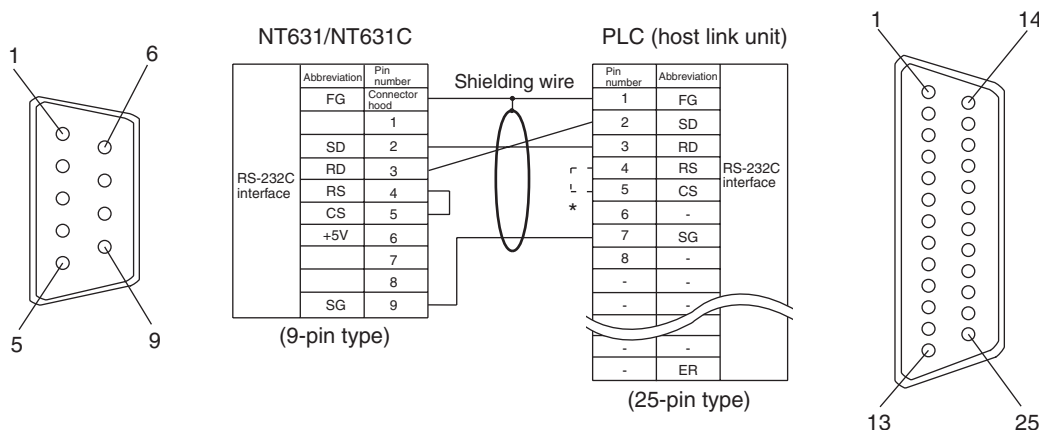 NT631/NT631C
PLC (host link unit)
1
6
5
9
Abbreviation Pin number
FG Connector hood
1
SD 2
RD 3
RS 4
CS 5
+5V 6
7
8
SG 9
RS-232C interface
(9-pin type)
Shielding wire
*
Pin number Abbreviation
1 FG
2 SD
3 RD
4 RS
5 CS
6 -
7 SG
8 -
- -
- -
- -
- ER
RS-232C interface
(25-pin type)
1
14
13
25